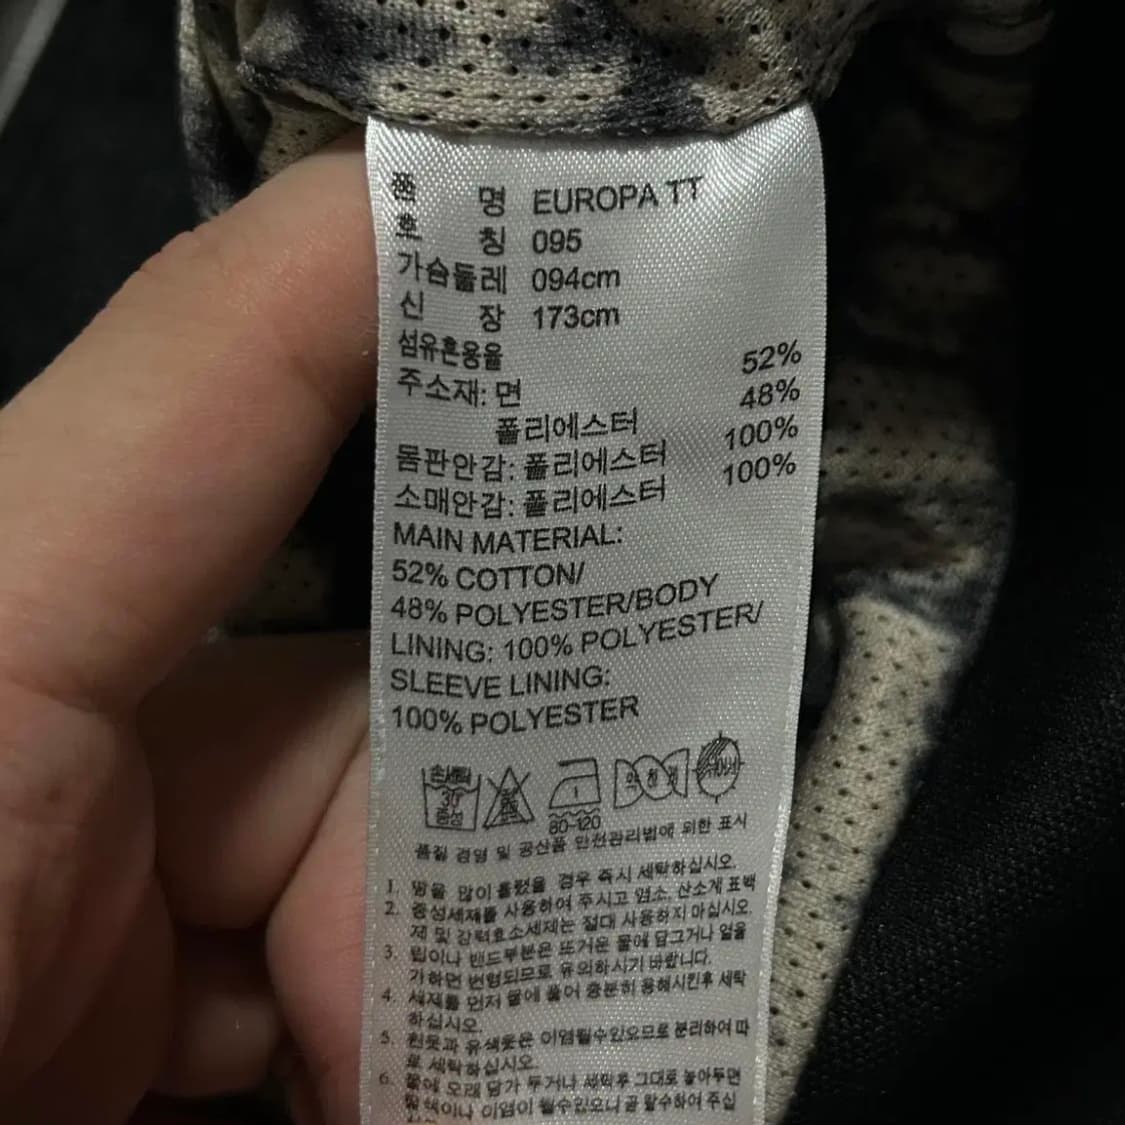 품 명 EUROPA TT
호 칭 095
가슴둘레 094cm
신 장 173cm
섬유혼용율
주소재: 면 52%
폴리에스터 48%
몸판안감: 폴리에스터 100%
소매안감: 폴리에스터 100%
MAIN MATERIAL:
52% COTTON/
48% POLYESTER/BODY
LINING: 100% POLYESTER/
SLEEVE LINING:
100% POLYESTER
손세탁
30
중성
80-120
약하게
품질 경영 및 공산품 안전관리법에 의한 표시
1. 땀을 많이 흘렸을 경우 즉시 세탁하십시오.
2. 중성세제를 사용하여 주시고 염소, 산소계 표백
제 및 강력효소세제는 절대 사용하지 마십시오.
3. 립이나 밴드부분은 뜨거운 물에 담그거나 열을
가하면 변형되므로 유의하시기 바랍니다.
4. 세제를 먼저 물에 풀어 충분히 용해시킨후 세탁
하십시오.
5. 흰옷과 유색옷은 이염될수있으므로 분리하여 따
로 세탁하십시오.
6. 물에 오래 담가 두거나 세탁후 그대로 놓아두면
탈색이나 이염이 될수있으니 곧 탈수하여 주십